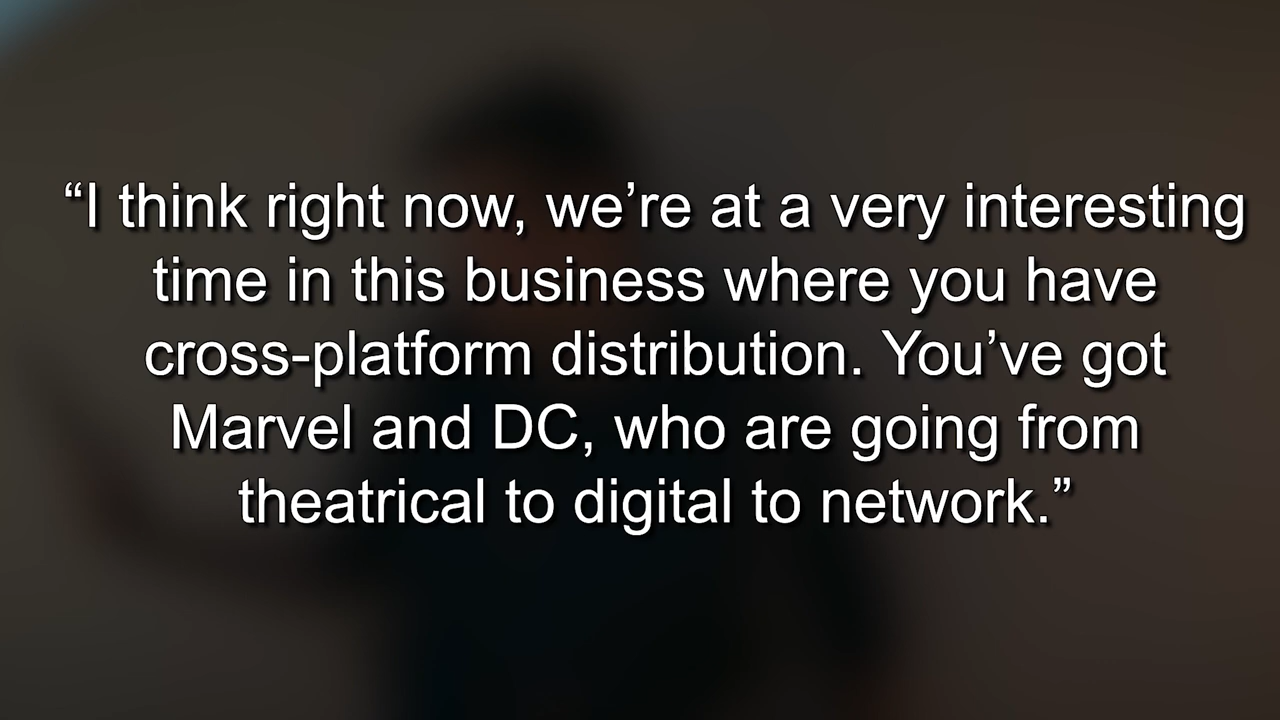 “I think right now, we’re at a very interesting
time in this business where you have
cross-platform distribution. You’ve got
Marvel and DC, who are going from
theatrical to digital to network.”